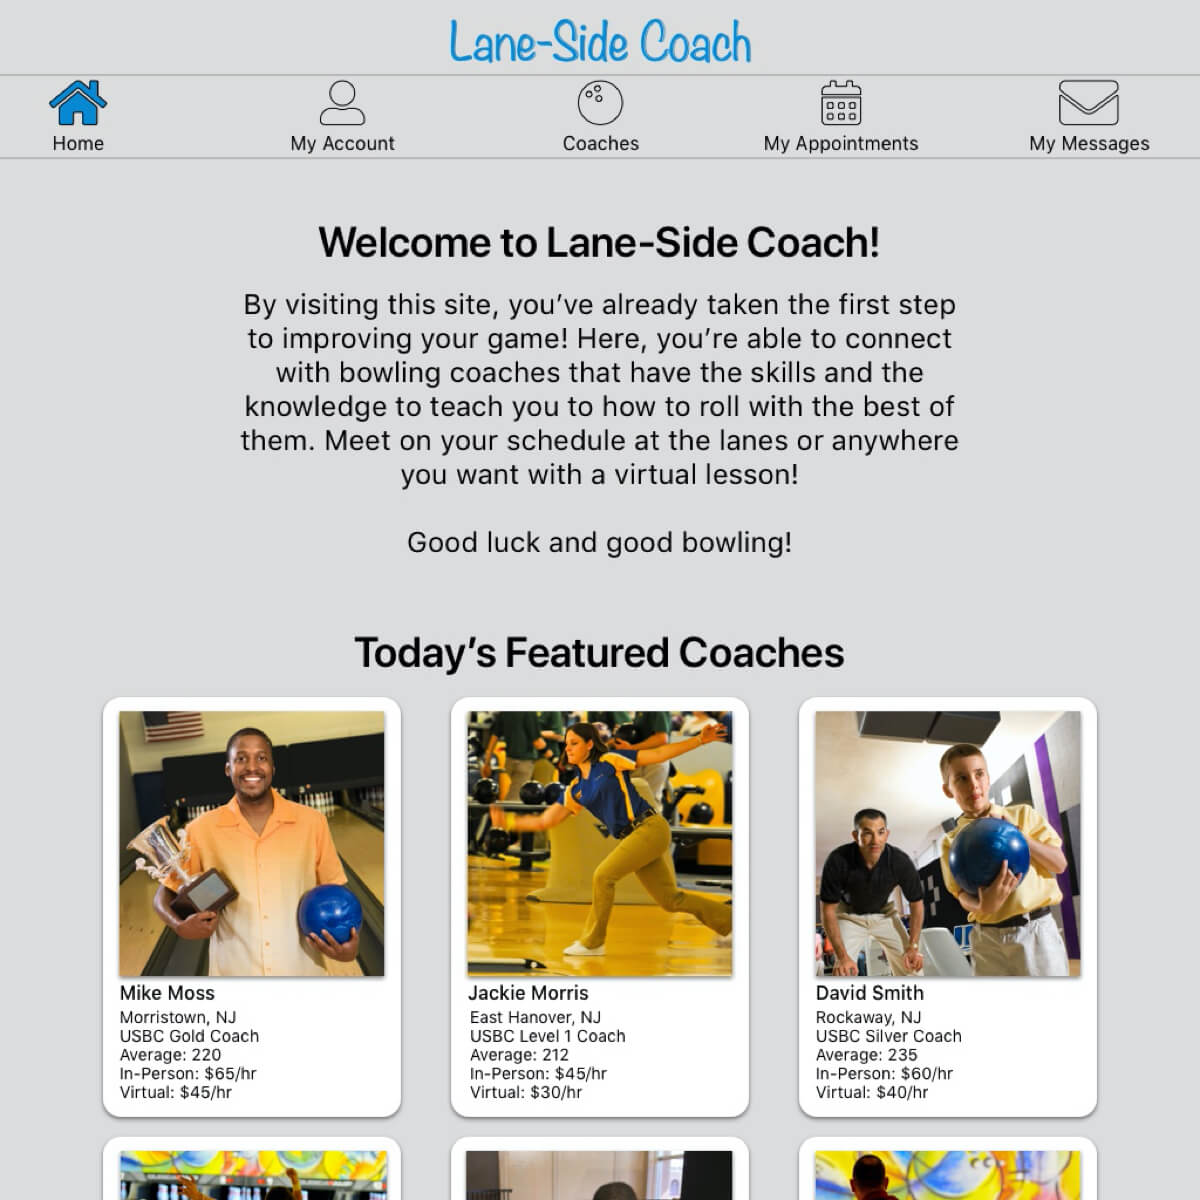 Lane-Side Coach
Home
My Account
Coaches
My Appointments
My Messages
Welcome to Lane-Side Coach!
By visiting this site, you’ve already taken the first step
to improving your game! Here, you’re able to connect
with bowling coaches that have the skills and the
knowledge to teach you to how to roll with the best of
them. Meet on your schedule at the lanes or anywhere
you want with a virtual lesson!
Good luck and good bowling!
Today’s Featured Coaches
Mike Moss
Morristown, NJ
USBC Gold Coach
Average: 220
In-Person: $65/hr
Virtual: $45/hr
Jackie Morris
East Hanover, NJ
USBC Level 1 Coach
Average: 212
In-Person: $45/hr
Virtual: $30/hr
David Smith
Rockaway, NJ
USBC Silver Coach
Average: 235
In-Person: $60/hr
Virtual: $40/hr